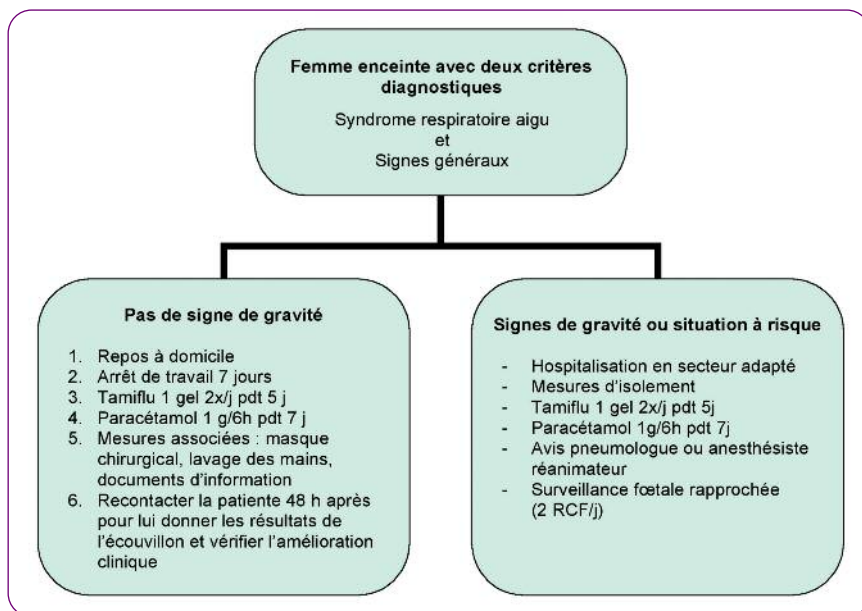 Femme enceinte avec deux critères
diagnostiques
Syndrome respiratoire aigu
et
Signes généraux
Pas de signe de gravité
1. Repos à domicile
2. Arrêt de travail 7 jours
3. Tamiflu 1 gel 2x/j pdt 5 j
4. Paracétamol 1 g/6h pdt 7 j
5. Mesures associées : masque
chirurgical, lavage des mains,
documents d'information
6. Recontacter la patiente 48 h après
pour lui donner les résultats de
l'écouvillon et vérifier l'amélioration
clinique
Signes de gravité ou situation à risque
- Hospitalisation en secteur adapté
- Mesures d'isolement
- Tamiflu 1 gel 2x/j pdt 5j
- Paracétamol 1g/6h pdt 7j
- Avis pneumologue ou anesthésiste
réanimateur
- Surveillance fœtale rapprochée
(2 RCF/j)